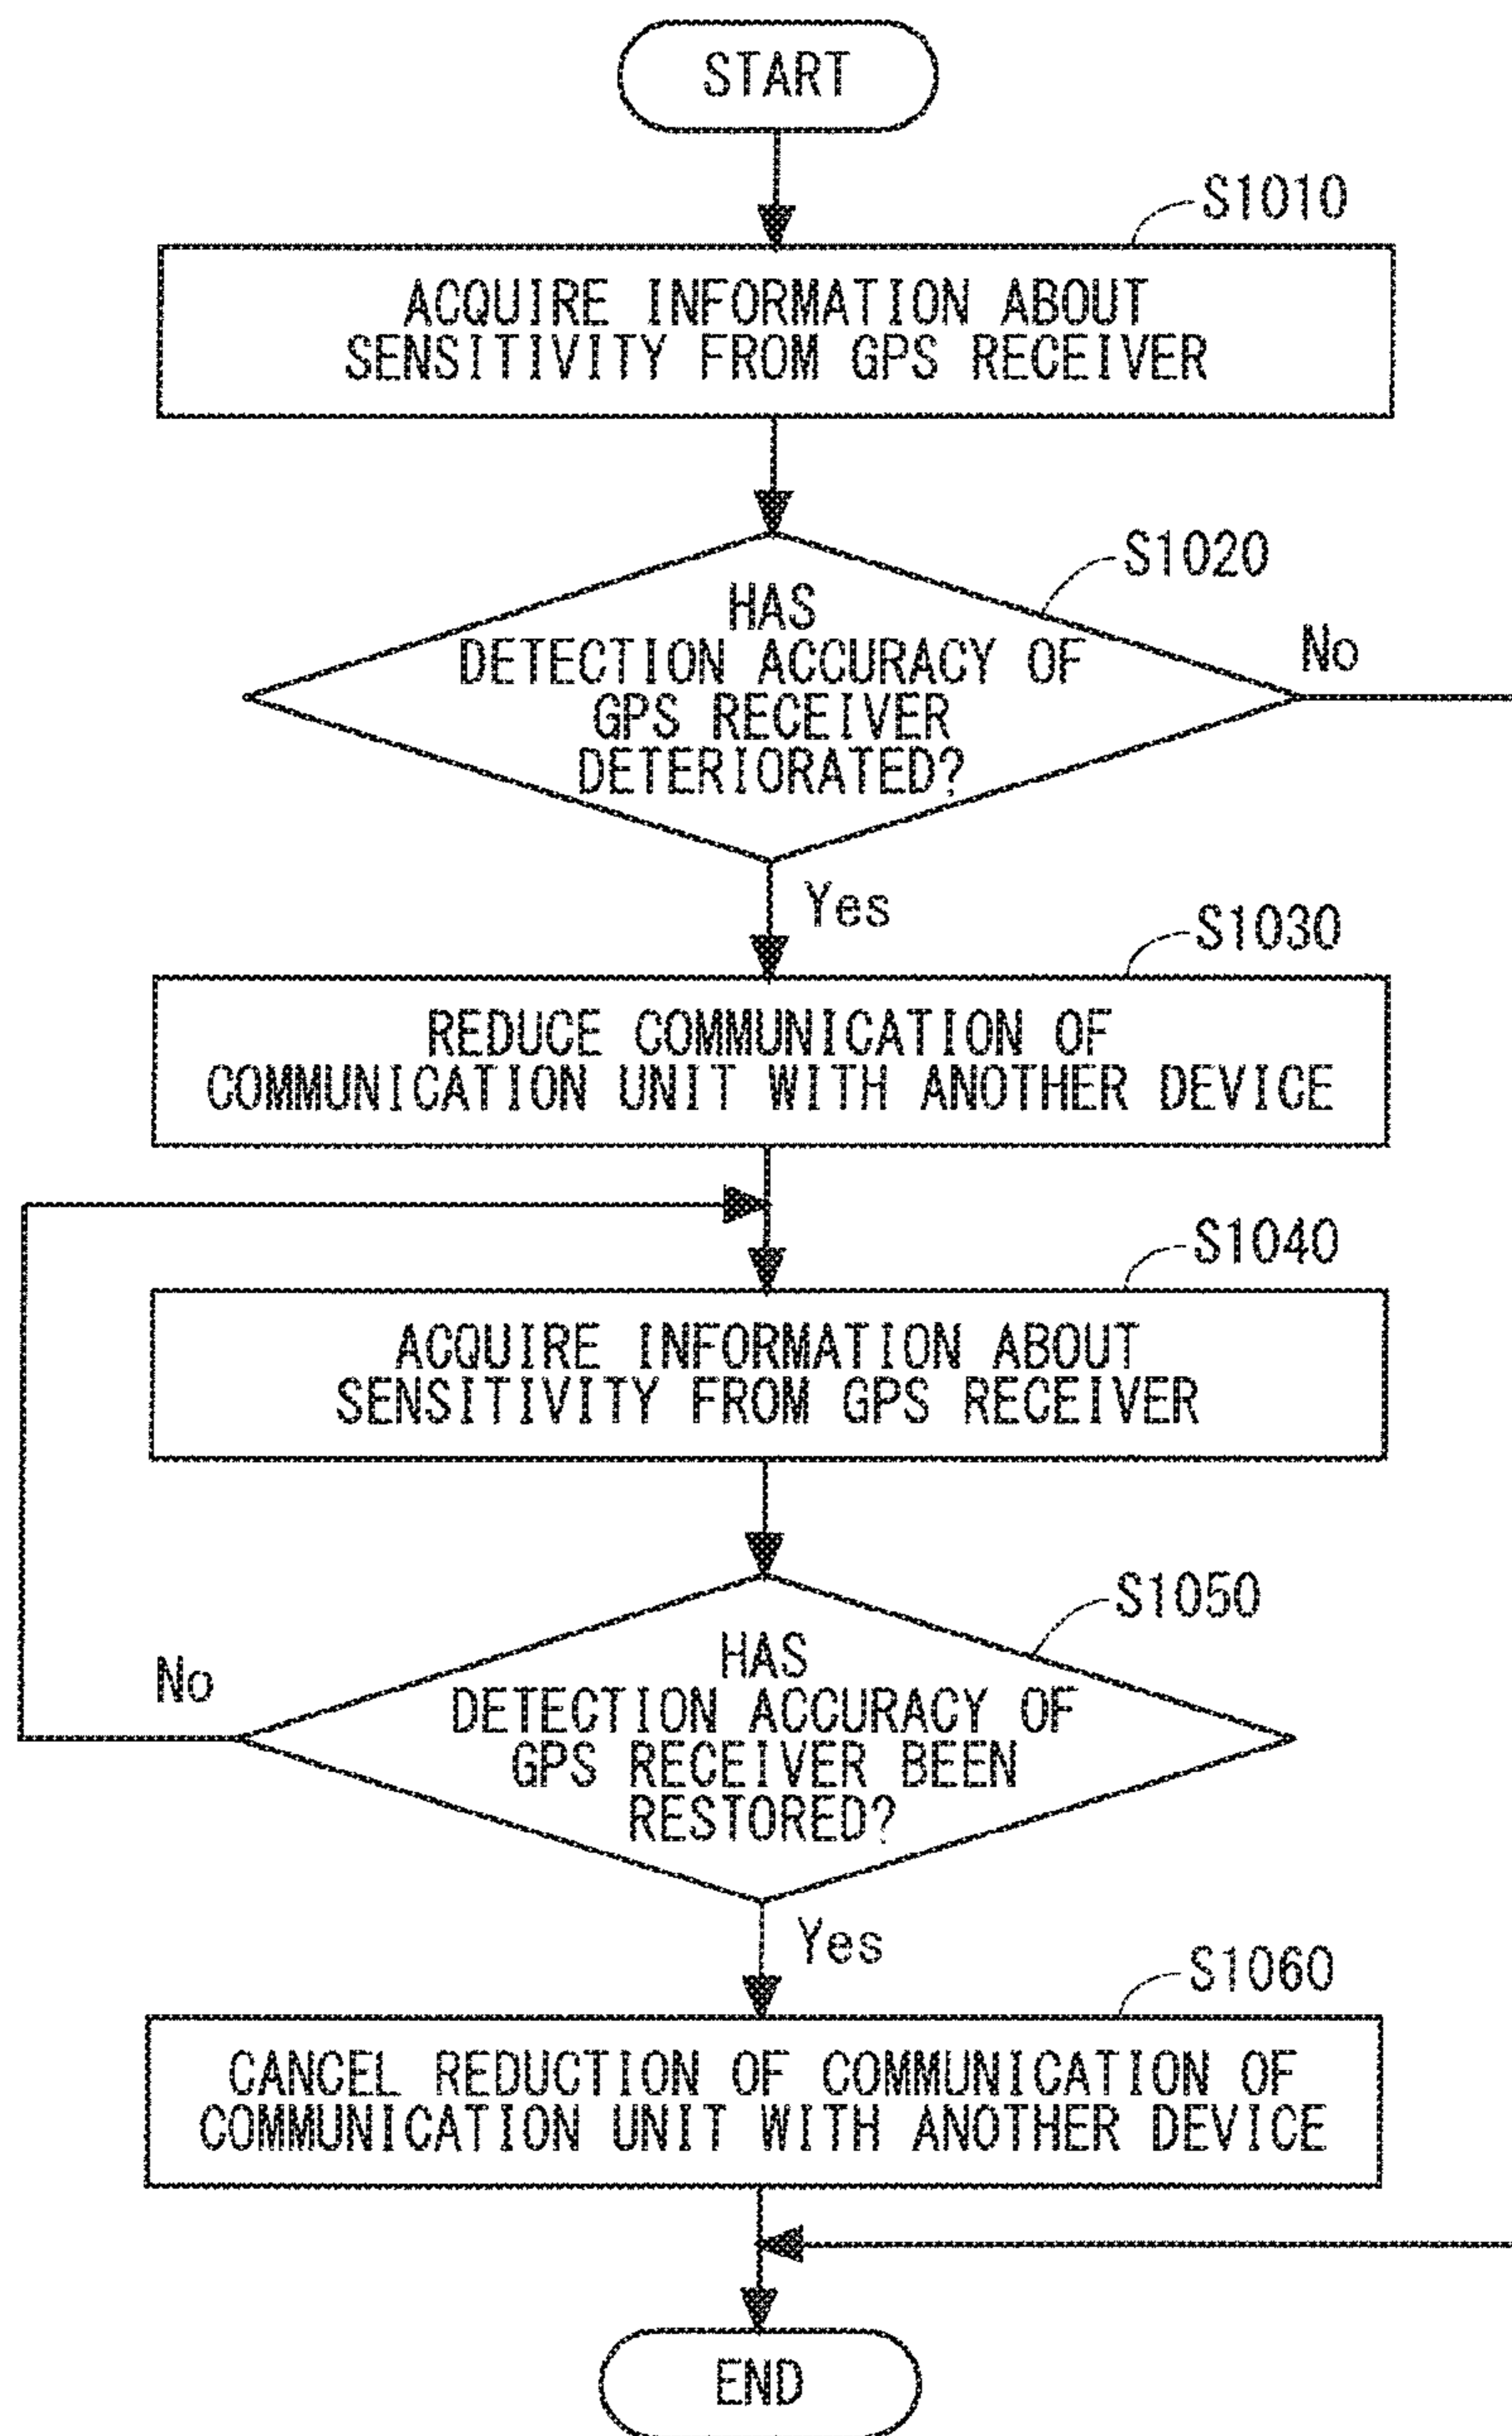 START
S1010
ACQUIRE INFORMATION ABOUT
SENSITIVITY FROM GPS RECEIVER
S1020
HAS
DETECTION ACCURACY OF
GPS RECEIVER
DETERIORATED?
No
Yes
S1030
REDUCE COMMUNICATION OF
COMMUNICATION UNIT WITH ANOTHER DEVICE
S1040
ACQUIRE INFORMATION ABOUT
SENSITIVITY FROM GPS RECEIVER
S1050
HAS
DETECTION ACCURACY OF
GPS RECEIVER BEEN
RESTORED?
No
Yes
S1060
CANCEL REDUCTION OF COMMUNICATION OF
COMMUNICATION UNIT WITH ANOTHER DEVICE
END